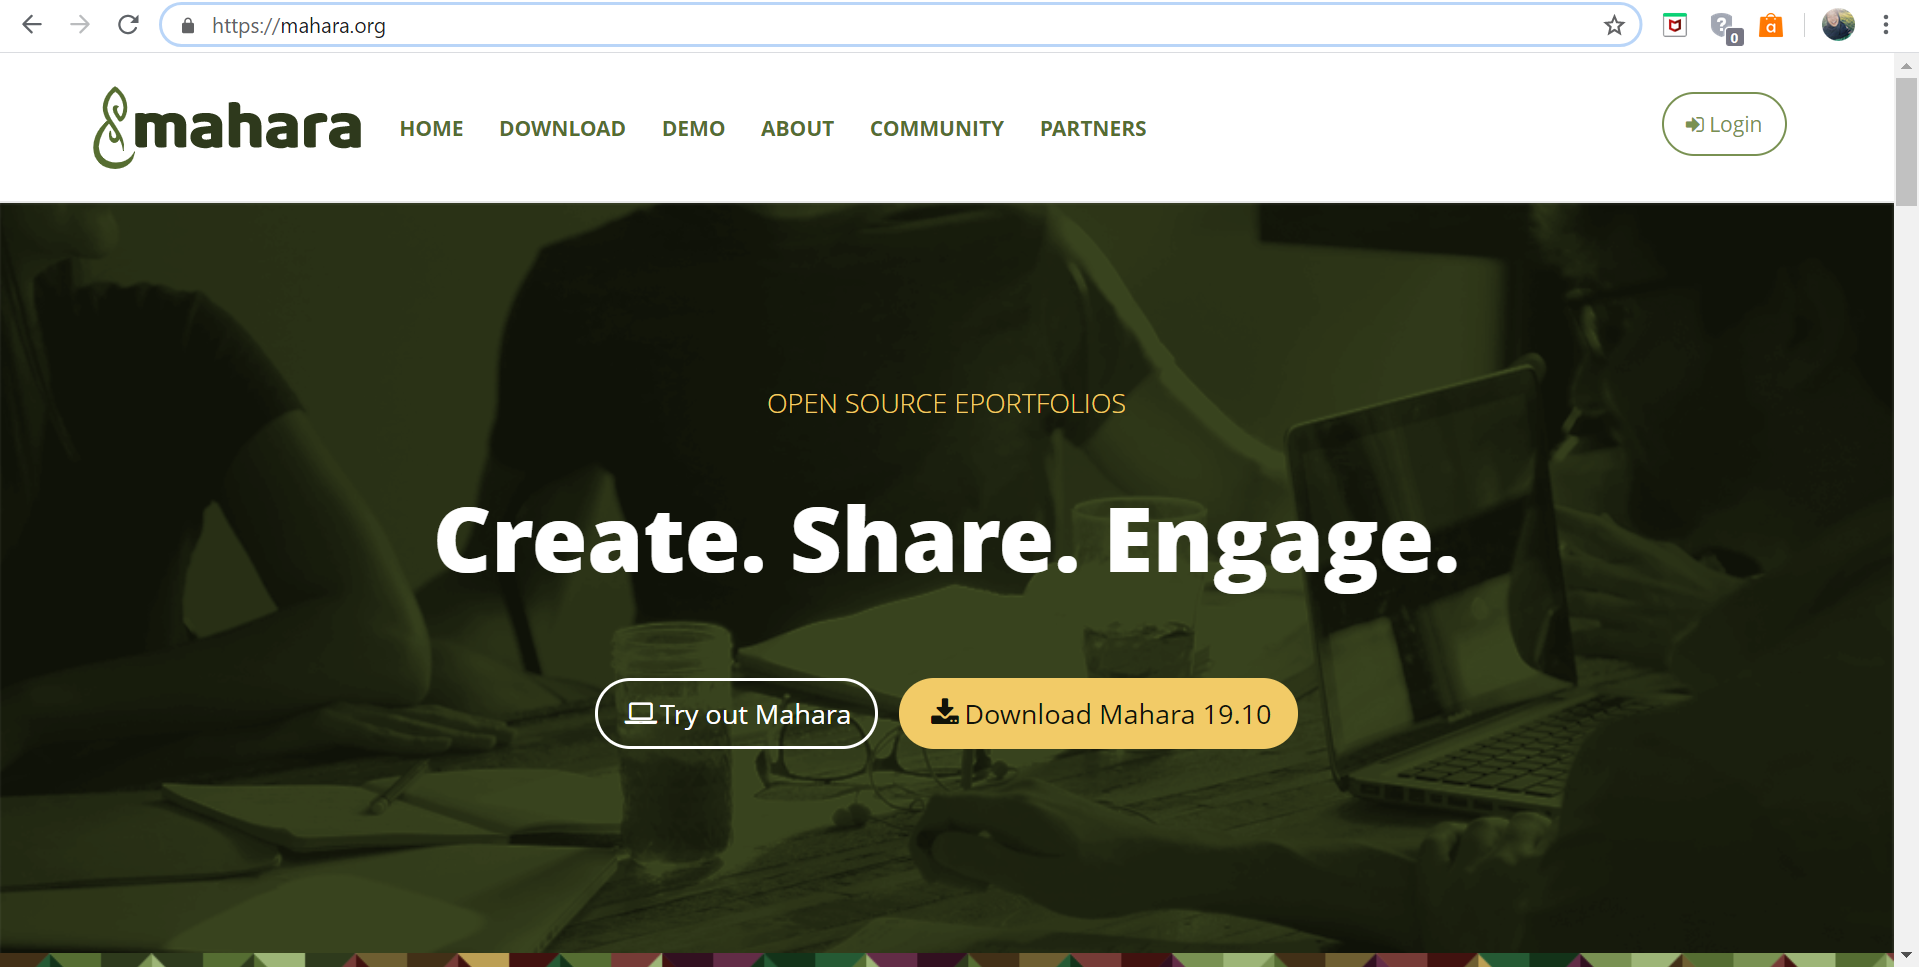 https://mahara.org
0
a
mahara
HOME
DOWNLOAD
DEMO
ABOUT
COMMUNITY
PARTNERS
Login
OPEN SOURCE EPORTFOLIOS
Create. Share. Engage.
Try out Mahara
Download Mahara 19.10